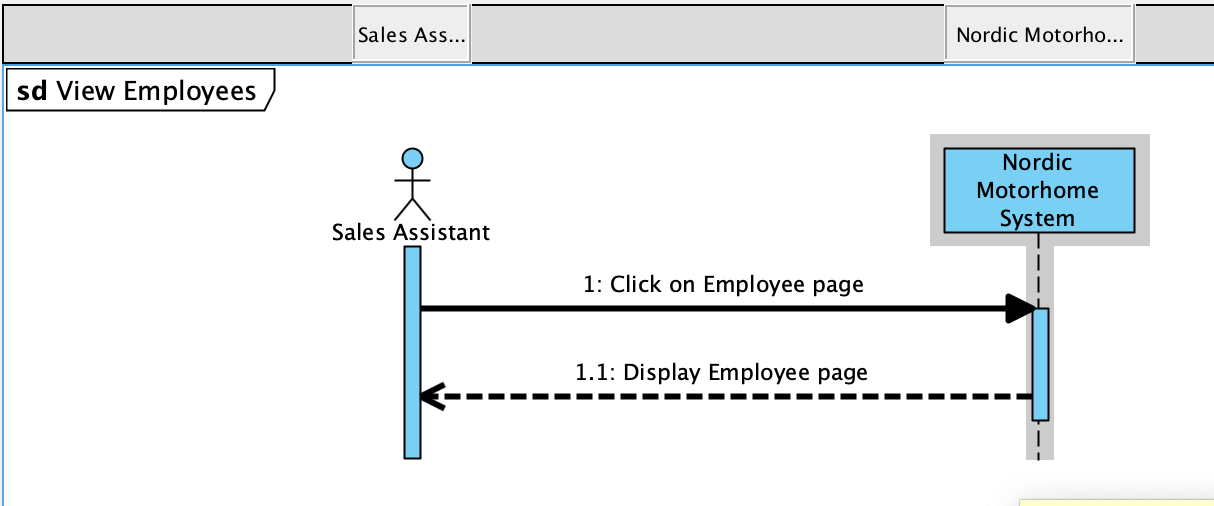 Sales Ass...
Nordic Motorho...
sd View Employees
Nordic
Motorhome
System
Sales Assistant
1: Click on Employee page
1.1: Display Employee page